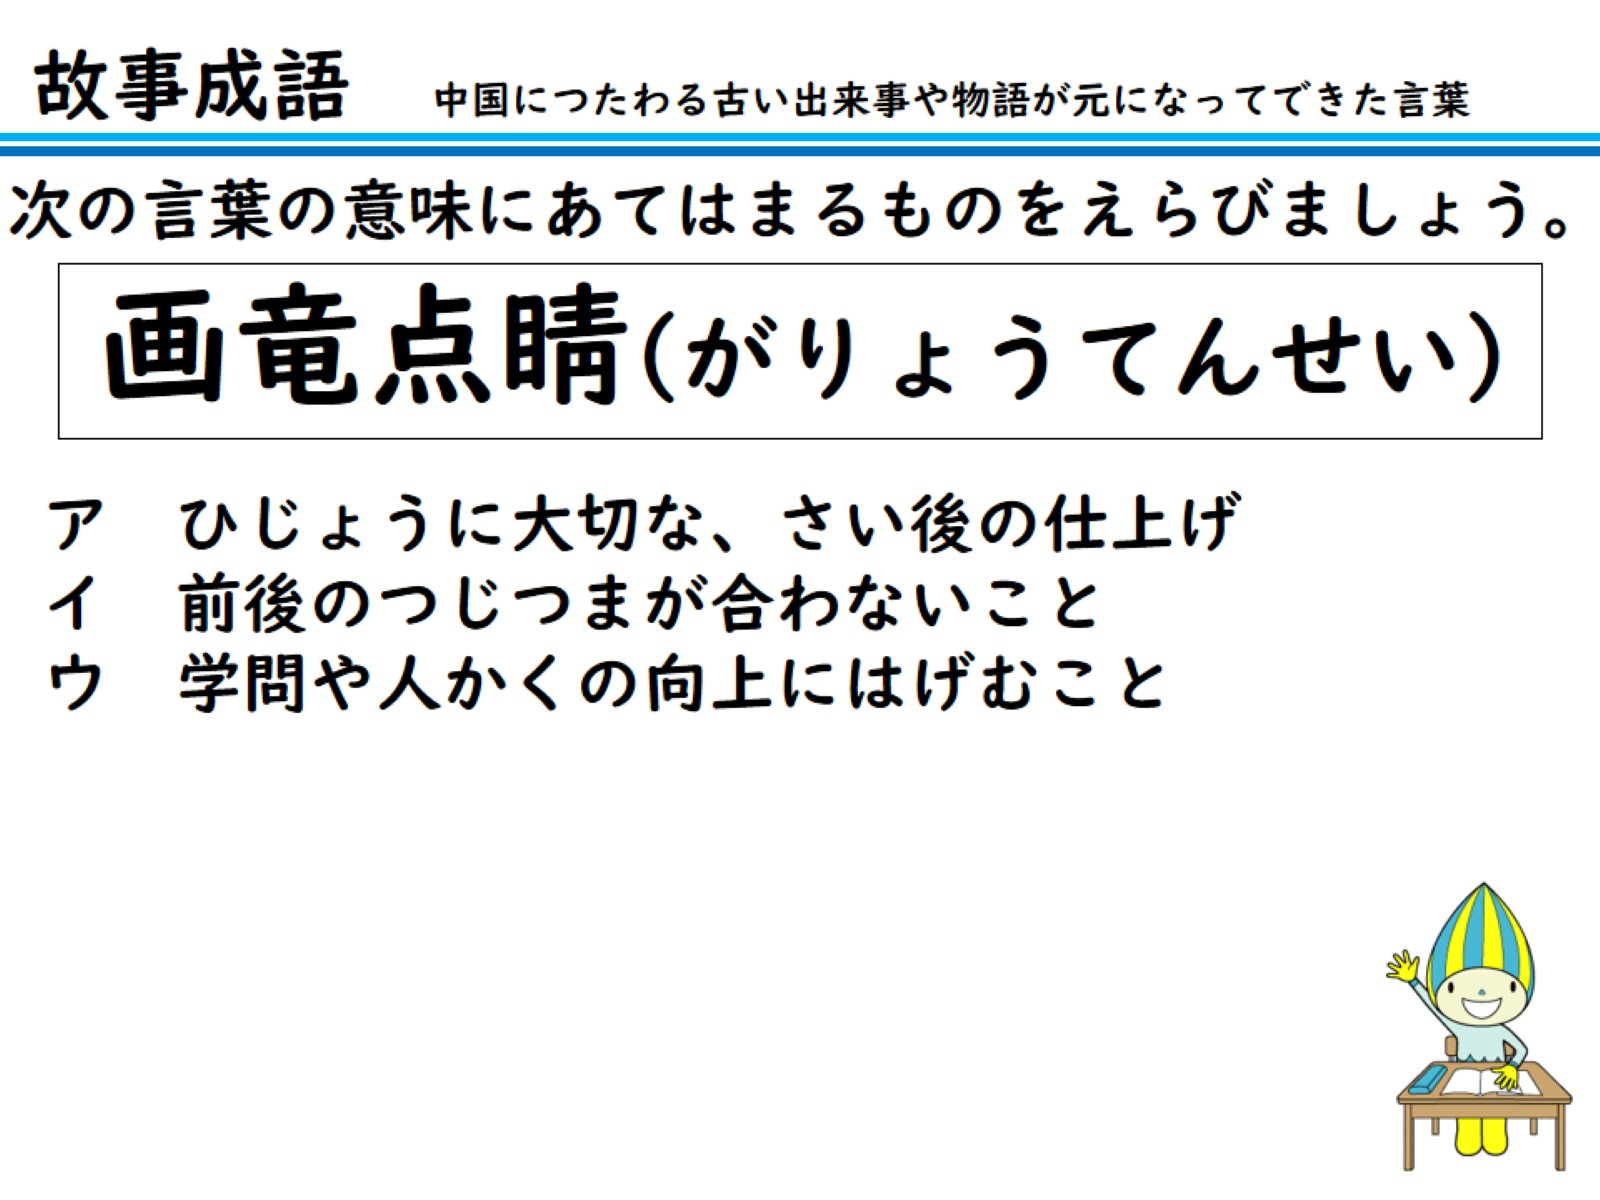 故事成語　中国につたわる古い出来事や物語が元になってできた言葉
次の言葉の意味にあてはまるものをえらびましょう。
画竜点睛(がりょうてんせい)
ア　ひじょうに大切な、さい後の仕上げ
イ　前後のつじつまが合わないこと
ウ　学問や人かくの向上にはげむこと